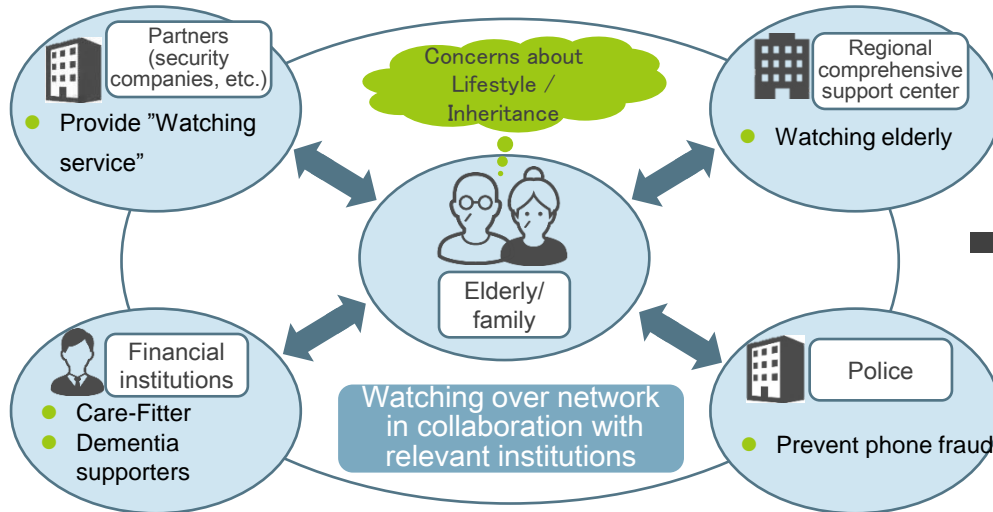 Partners
(security
companies, etc.)
Provide ”Watching
service”
Concerns about
Lifestyle /
Inheritance
Regional
comprehensive
support center
Watching elderly
Elderly/
family
Financial
institutions
Care-Fitter
Dementia
supporters
Watching over network
in collaboration with
relevant institutions
Police
Prevent phone fraud